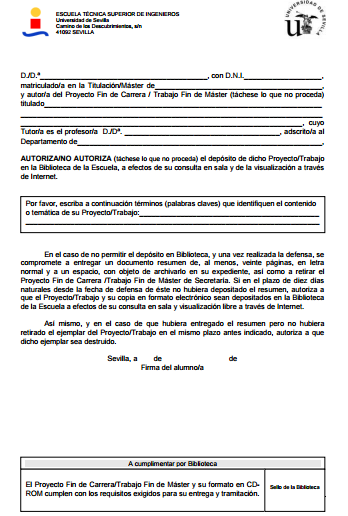 ESCUELA TÉCNICA SUPERIOR DE INGENIEROS
Universidad de Sevilla
Camino de los Descubrimientos, s/n
41092 SEVILLA
UNIVERSIDAD DE SEVILLA
D./D.ª________________, con D.N.I.________________,
matriculado/a en la Titulación/Máster de________________
y autor/a del Proyecto Fin de Carrera / Trabajo Fin de Máster (táchese lo que no proceda)
titulado________________
________________
________________, cuyo
Tutor/a es el profesor/a D./Dª. ________________, adscrito/a al
Departamento de________________,
AUTORIZA/NO AUTORIZA (táchese lo que no proceda) el depósito de dicho Proyecto/Trabajo
en la Biblioteca de la Escuela, a efectos de su consulta en sala y de la visualización a través
de Internet.
Por favor, escriba a continuación términos (palabras claves) que identifiquen el contenido
o temática de su Proyecto/Trabajo:________________
________________
En el caso de no permitir el depósito en Biblioteca, y una vez realizada la defensa, se
compromete a entregar un documento resumen de, al menos, veinte páginas, en letra
normal y a un espacio, con objeto de archivarlo en su expediente, así como a retirar el
Proyecto Fin de Carrera /Trabajo Fin de Máster de Secretaría. Si en el plazo de diez días
naturales desde la fecha de defensa de éste no hubiera depositado el resumen, autoriza a
que el Proyecto/Trabajo y su copia en formato electrónico sean depositados en la Biblioteca
de la Escuela a efectos de su consulta en sala y visualización libre a través de Internet.
Así mismo, y en el caso de que hubiera entregado el resumen pero no hubiera
retirado el ejemplar del Proyecto/Trabajo en el mismo plazo antes indicado, autoriza a que
dicho ejemplar sea destruido.
Sevilla, a de de
Firma del alumno/a
A cumplimentar por Biblioteca
El Proyecto Fin de Carrera/Trabajo Fin de Máster y su formato en CD-
ROM cumplen con los requisitos exigidos para su entrega y tramitación.
Sello de la Biblioteca